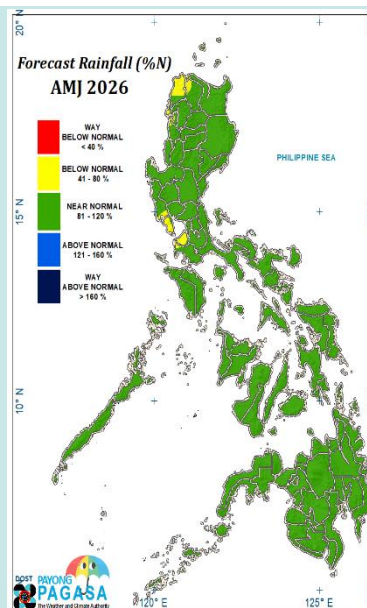 20° N
Forecast Rainfall (%N)
AMJ 2026
WAY
BELOW NORMAL
< 40 %
BELOW NORMAL
41 - 80 %
NEAR NORMAL
81 - 120 %
ABOVE NORMAL
121 - 160 %
WAY
ABOVE NORMAL
> 160 %
PHILIPPINE SEA
15° N
10° N
DOST
PAYONG
PAGASA
The Weather and Climate Authority
120° E
125° E